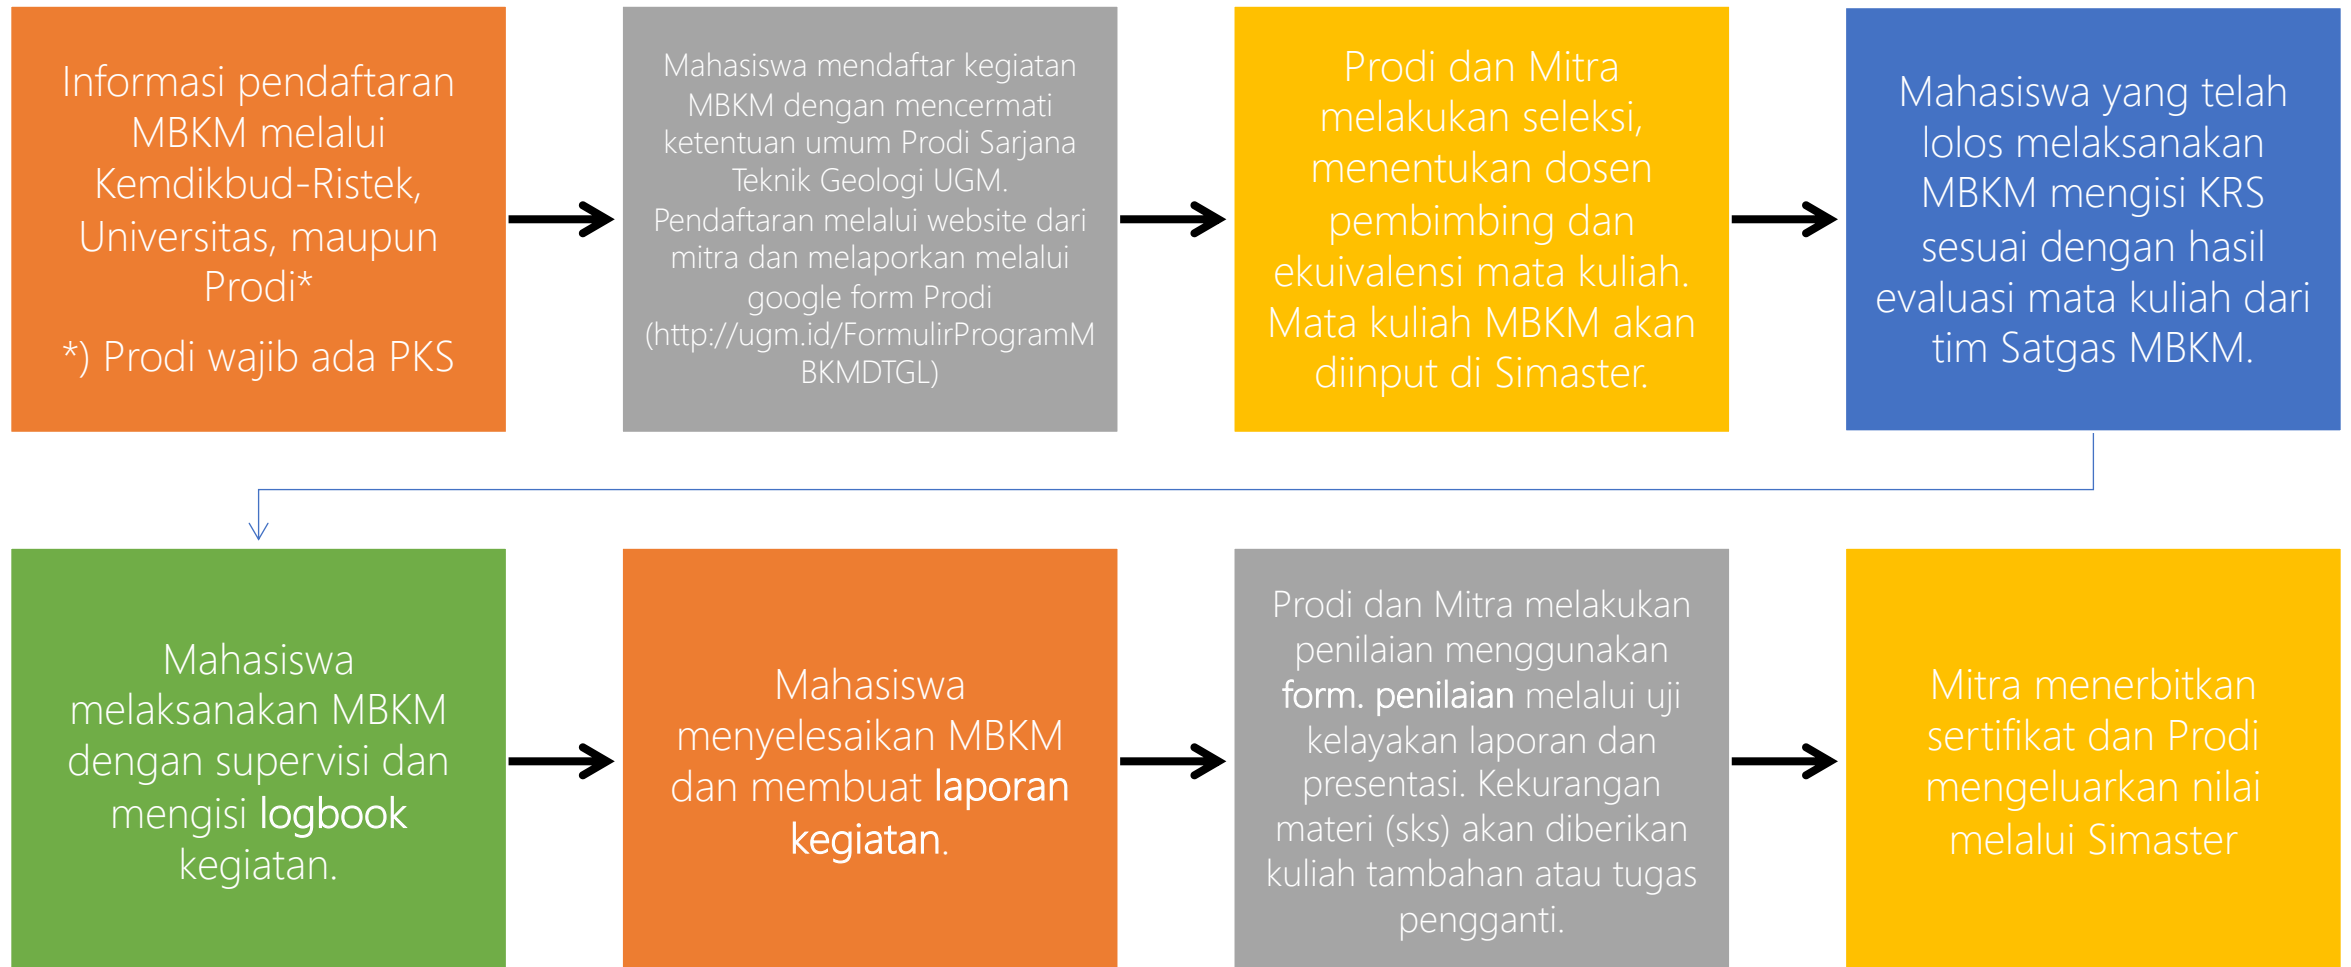 Informasi pendaftaran
MBKM melalui
Kemdikbud-Ristek,
Universitas, maupun
Prodi*
*) Prodi wajib ada PKS
Mahasiswa mendaftar kegiatan
MBKM dengan mencermati
ketentuan umum Prodi Sarjana
Teknik Geologi UGM.
Pendaftaran melalui website dari
mitra dan melaporkan melalui
google form Prodi
(http://ugm.id/FormulirProgramM
BKMDTGL)
Prodi dan Mitra
melakukan seleksi,
menentukan dosen
pembimbing dan
ekuivalensi mata kuliah.
Mata kuliah MBKM akan
diinput di Simaster.
Mahasiswa yang telah
lolos melaksanakan
MBKM mengisi KRS
sesuai dengan hasil
evaluasi mata kuliah dari
tim Satgas MBKM.
Mahasiswa
melaksanakan MBKM
dengan supervisi dan
mengisi logbook
kegiatan.
Mahasiswa
menyelesaikan MBKM
dan membuat laporan
kegiatan.
Prodi dan Mitra melakukan
penilaian menggunakan
form. penilaian melalui uji
kelayakan laporan dan
presentasi. Kekurangan
materi (sks) akan diberikan
kuliah tambahan atau tugas
pengganti.
Mitra menerbitkan
sertifikat dan Prodi
mengeluarkan nilai
melalui Simaster